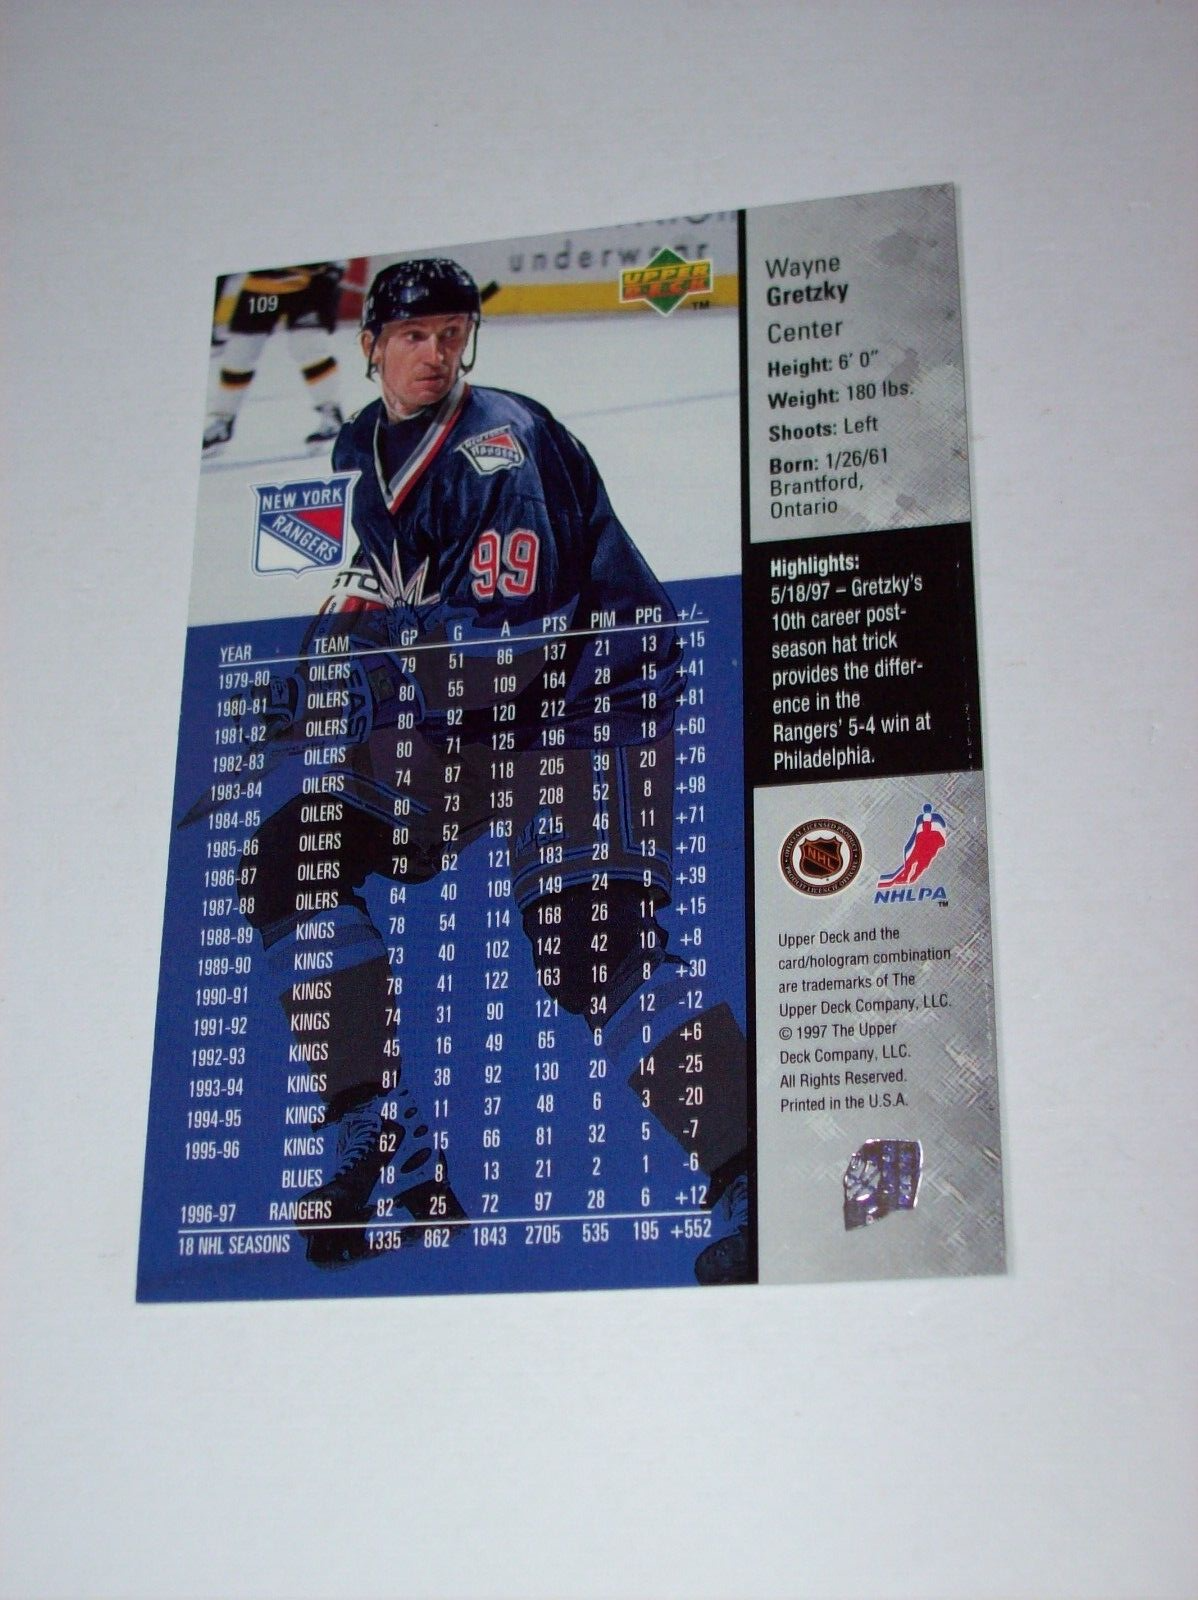 underwear
UPPER
DECK
TM
109
NEW YORK
RANGERS
NEW YORK
RANGERS
99
YEAR TEAM GP G A PTS PIM PPG +/-
1979-80 OILERS 79 51 86 137 21 13 +15
1980-81 OILERS 80 55 109 164 28 15 +41
1981-82 OILERS 80 92 120 212 26 18 +81
1982-83 OILERS 80 71 125 196 59 18 +60
1983-84 OILERS 74 87 118 205 39 20 +76
1984-85 OILERS 80 73 135 208 52 8 +98
1985-86 OILERS 80 52 163 215 46 11 +71
1986-87 OILERS 79 62 121 183 28 13 +70
1987-88 OILERS 64 40 109 149 24 9 +39
1988-89 KINGS 78 54 114 168 26 11 +15
1989-90 KINGS 73 40 102 142 42 10 +8
1990-91 KINGS 78 41 122 163 16 8 +30
1991-92 KINGS 74 31 90 121 34 12 -12
1992-93 KINGS 45 16 49 65 6 0 +6
1993-94 KINGS 81 38 92 130 20 14 -25
1994-95 KINGS 48 11 37 48 6 3 -20
1995-96 KINGS 62 15 66 81 32 5 -7
BLUES 18 8 13 21 2 1 -6
1996-97 RANGERS 82 25 72 97 28 6 +12
18 NHL SEASONS 1335 862 1843 2705 535 195 +552
Wayne
Gretzky
Center
Height: 6' 0"
Weight: 180 lbs.
Shoots: Left
Born: 1/26/61
Brantford,
Ontario
Highlights:
5/18/97 – Gretzky's
10th career post-
season hat trick
provides the differ-
ence in the
Rangers' 5-4 win at
Philadelphia.
NHL
NHLPA
TM
Upper Deck and the
card/hologram combination
are trademarks of The
Upper Deck Company, LLC.
© 1997 The Upper
Deck Company, LLC.
All Rights Reserved.
Printed in the U.S.A.